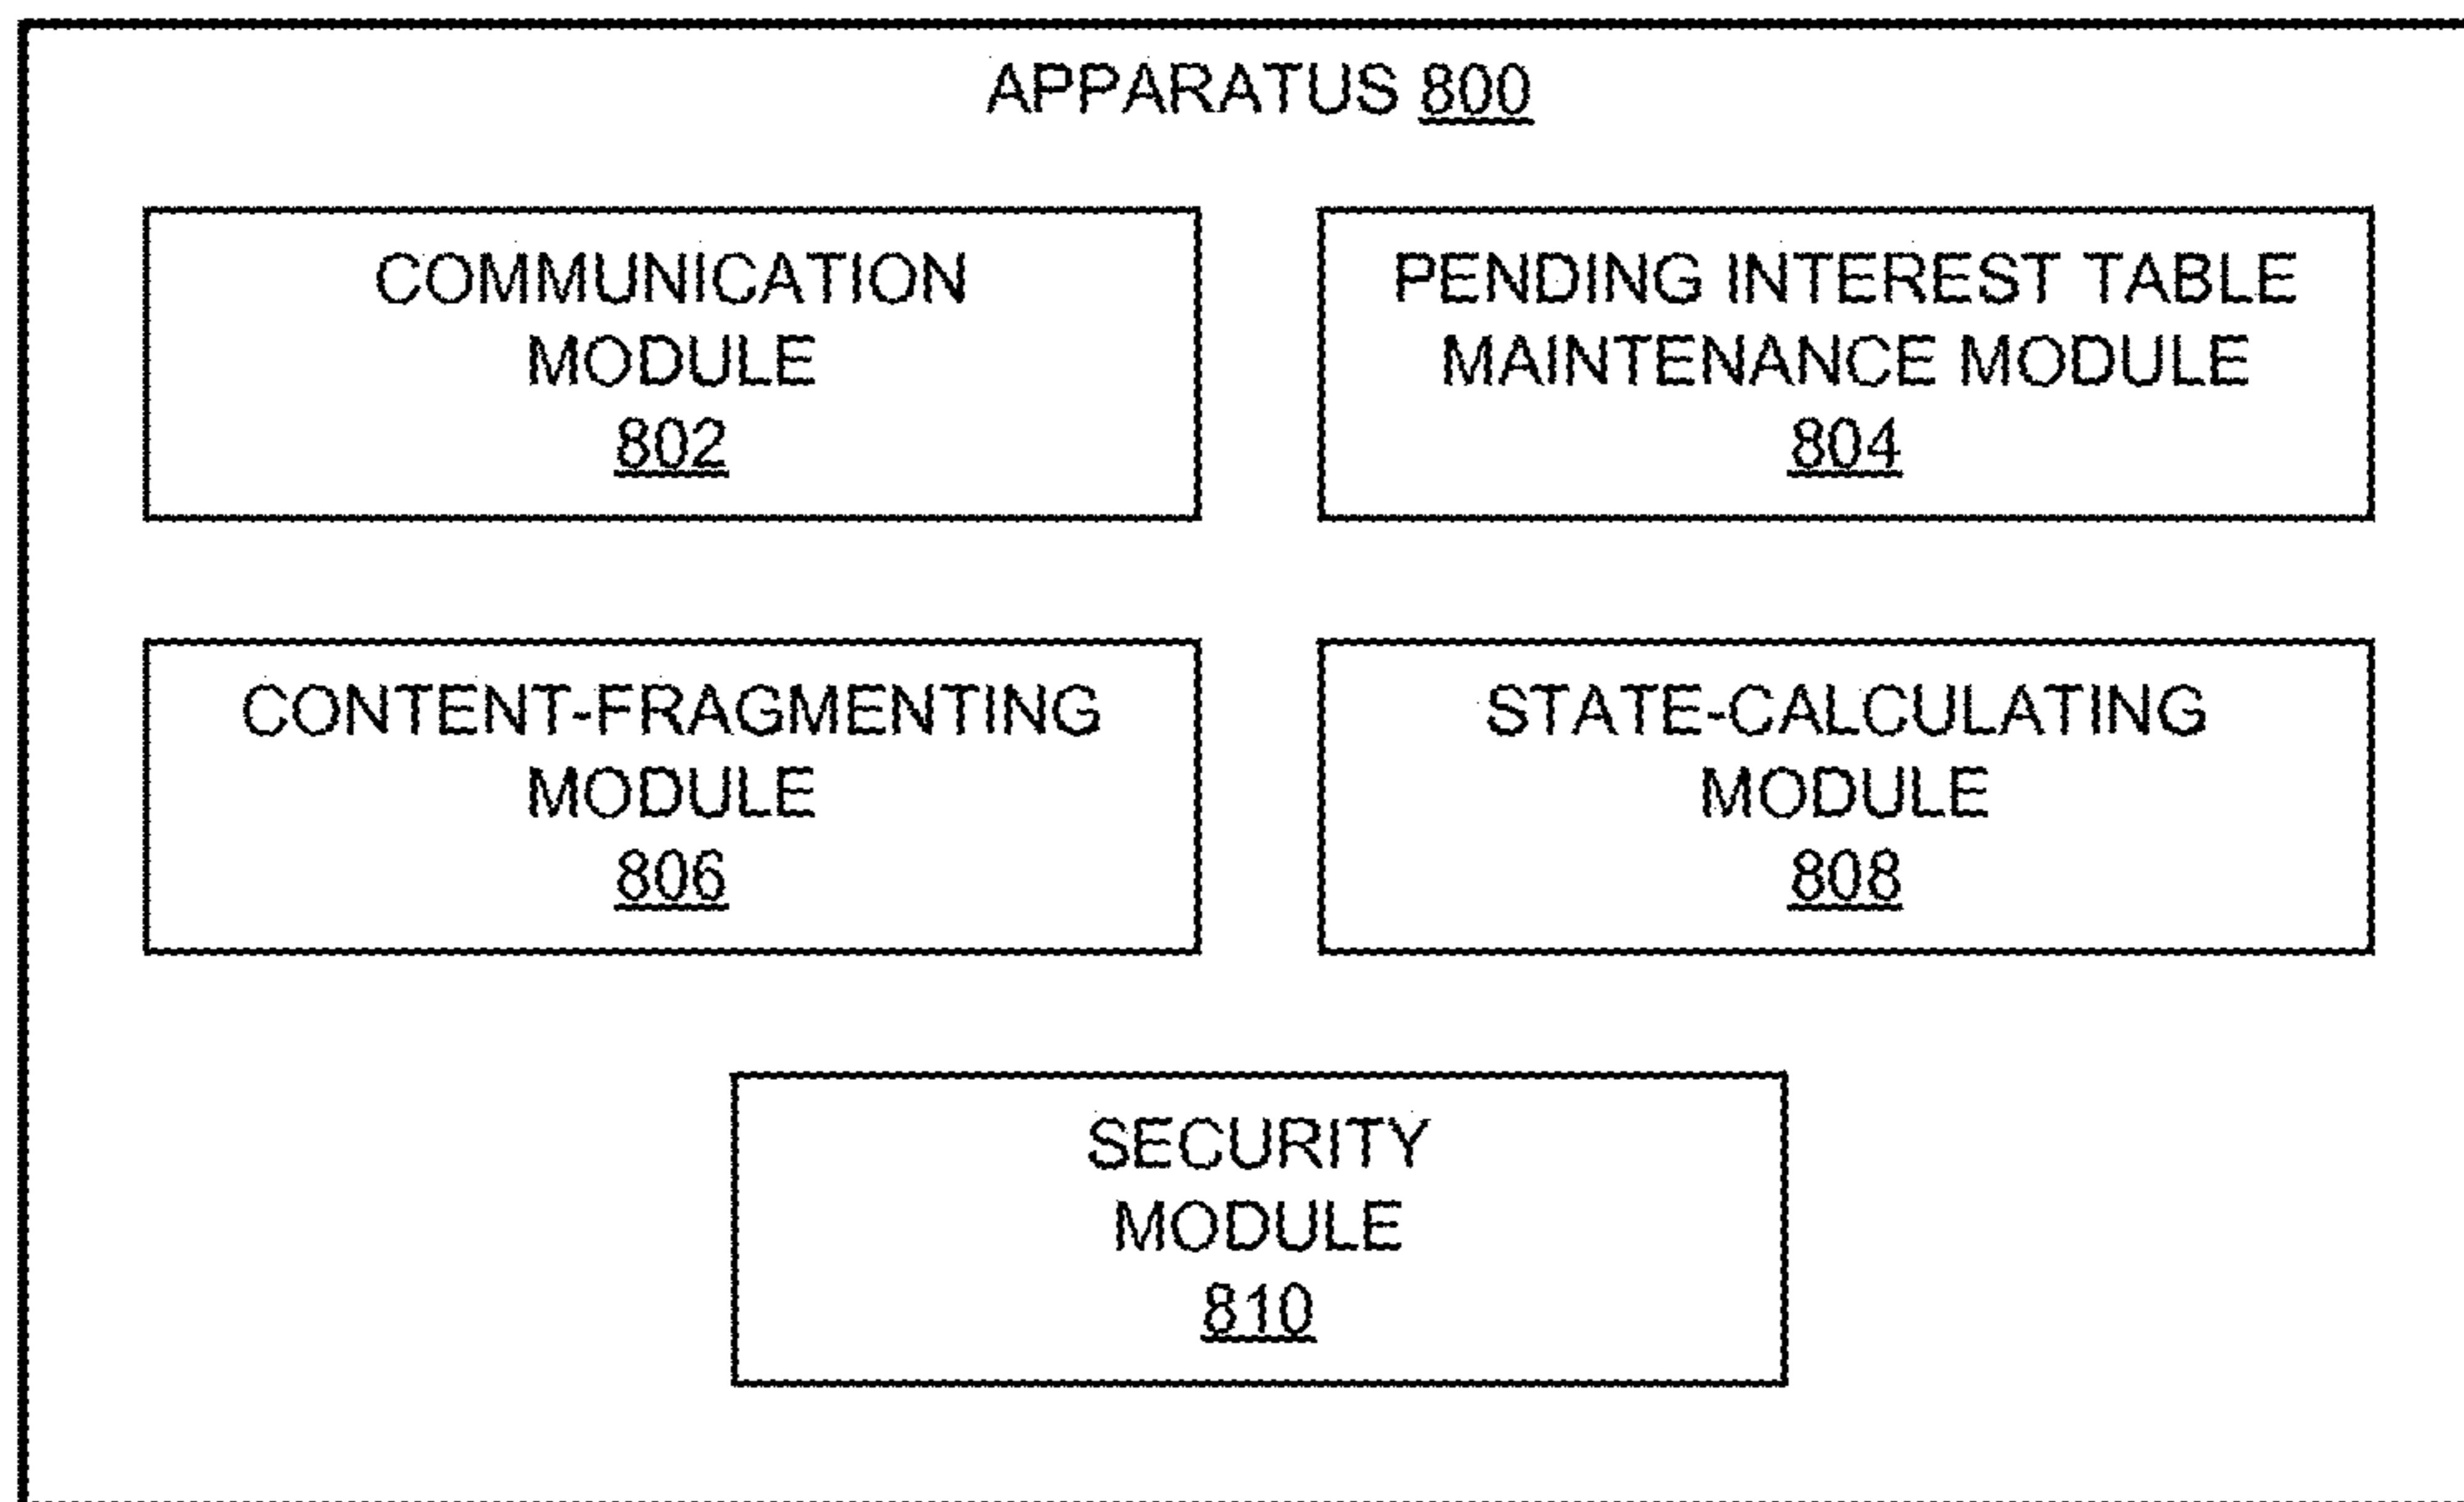 APPARATUS 800
COMMUNICATION
MODULE
802
PENDING INTEREST TABLE
MAINTENANCE MODULE
804
CONTENT-FRAGMENTING
MODULE
806
STATE-CALCULATING
MODULE
808
SECURITY
MODULE
810